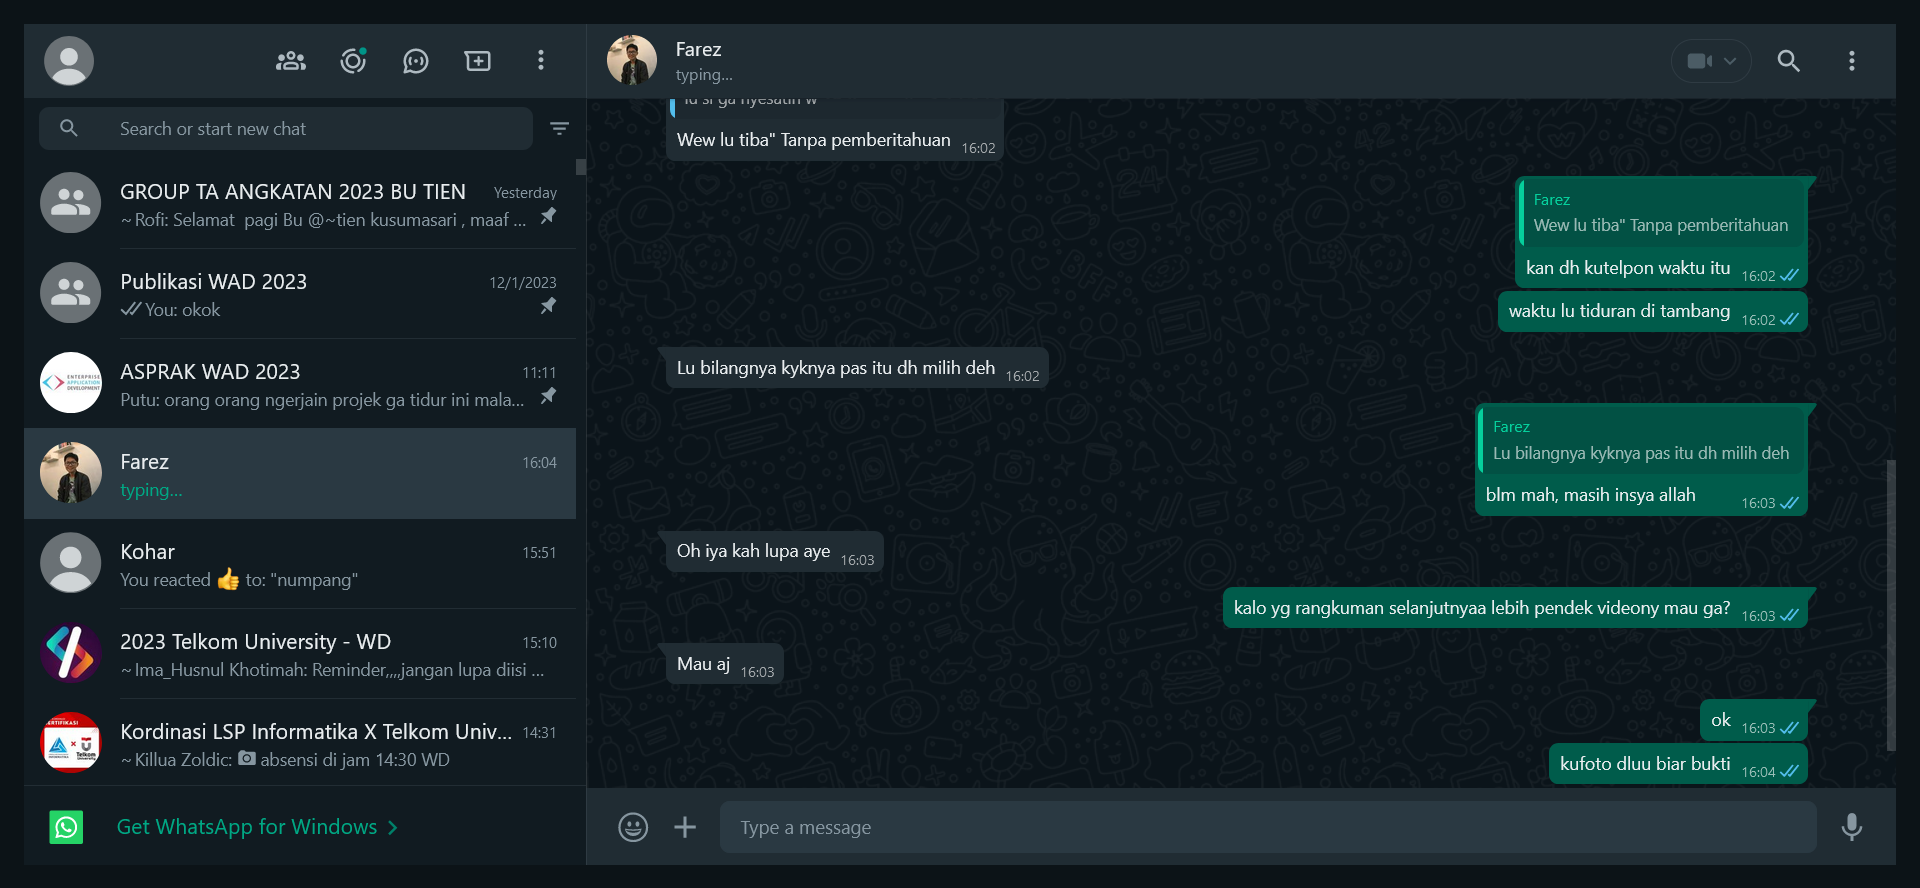 Search or start new chat
GROUP TA ANGKATAN 2023 BU TIEN
Yesterday
~Rofi: Selamat  pagi Bu @~tien kusumasari , maaf ...
Publikasi WAD 2023
12/1/2023
You: okok
ENTERPRISE
APPLICATION
DEVELOPMENT
ASPRAK WAD 2023
11:11
Putu: orang orang ngerjain projek ga tidur ini mala...
Farez
16:04
typing...
Kohar
15:51
You reacted 👍 to: "numpang"
2023 Telkom University - WD
15:10
~Ima_Husnul Khotimah: Reminder,,,,jangan lupa diisi ...
Kordinasi LSP Informatika X Telkom Univ...
14:31
~Killua Zoldic: absensi di jam 14:30 WD
Get WhatsApp for Windows
Farez
typing...
Wew lu tiba" Tanpa pemberitahuan
16:02
Farez
Wew lu tiba" Tanpa pemberitahuan
kan dh kutelpon waktu itu
16:02
waktu lu tiduran di tambang
16:02
Lu bilangnya kyknya pas itu dh milih deh
16:02
Farez
Lu bilangnya kyknya pas itu dh milih deh
blm mah, masih insya allah
16:03
Oh iya kah lupa aye
16:03
kalo yg rangkuman selanjutnyaa lebih pendek videony mau ga?
16:03
Mau aj
16:03
ok
16:03
kufoto dluu biar bukti
16:04
Type a message